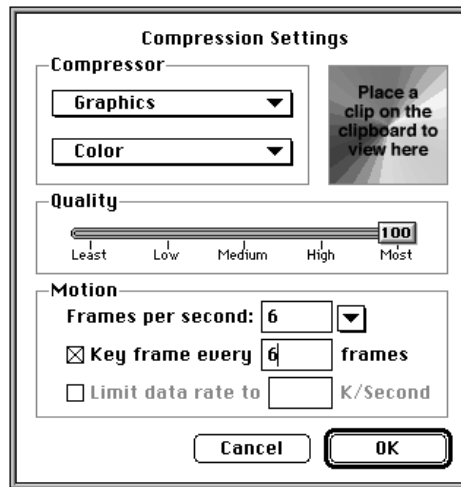 Compression Settings
Compressor
Graphics
Color
Place a
clip on the
clipboard to
view here
Quality
100
Least Low Medium High Most
Motion
Frames per second: 6
Key frame every 6 frames
Limit data rate to K/Second
Cancel OK